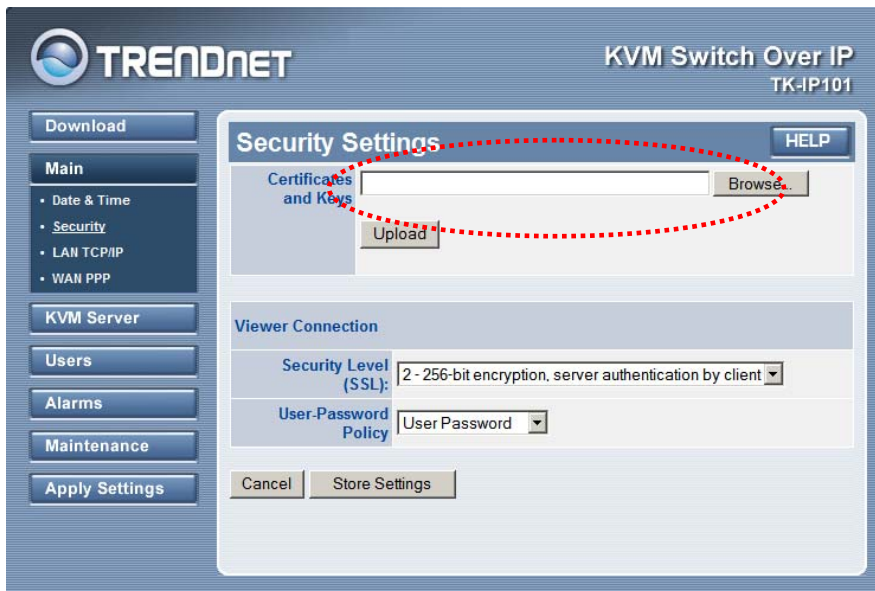 TRENDnet
KVM Switch Over IP
TK-IP101
Download
Main
• Date & Time
• Security
• LAN TCP/IP
• WAN PPP
KVM Server
Users
Alarms
Maintenance
Apply Settings
Security Settings
HELP
Certificates
and Keys
Browse...
Upload
Viewer Connection
Security Level
(SSL):
2 - 256-bit encryption, server authentication by client
User-Password
Policy
User Password
Cancel
Store Settings